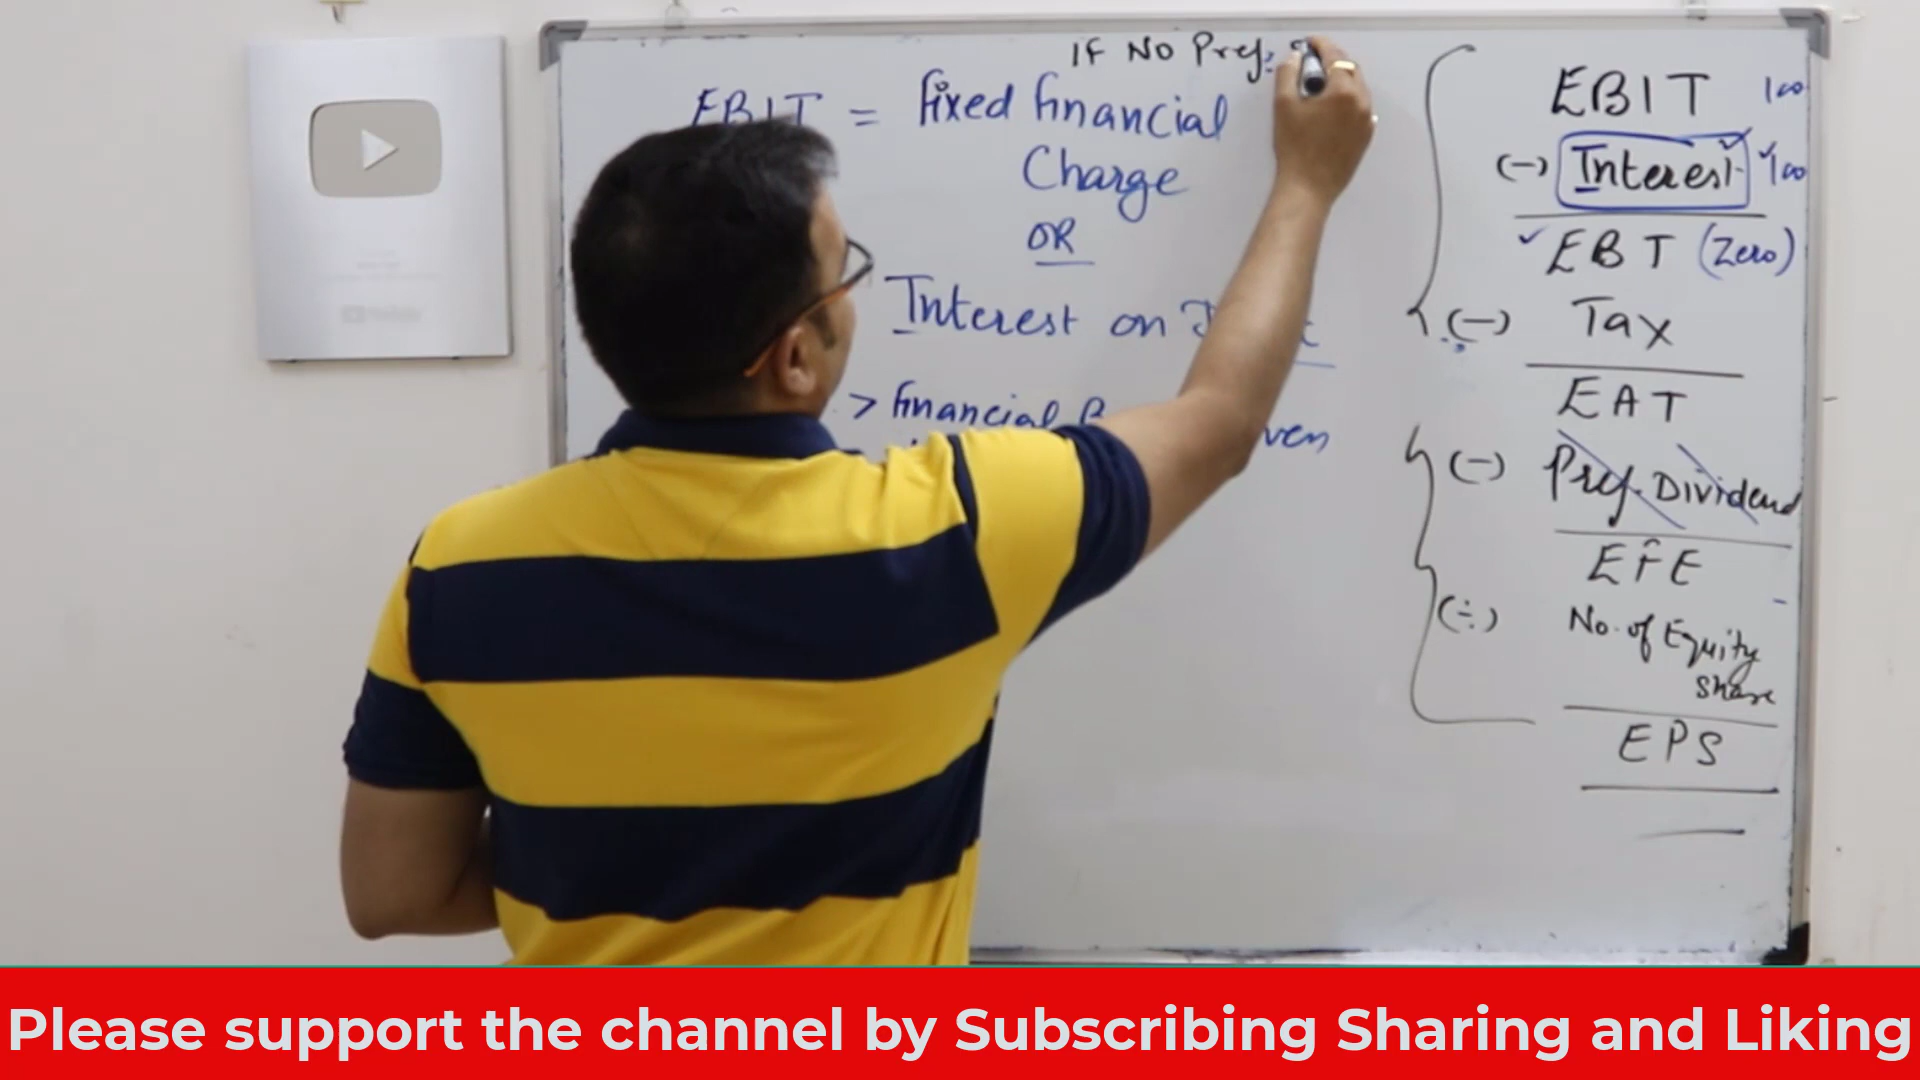 IF No Pref.
EBIT = fixed financial
Charge
OR
Interest on
> financial
EBIT 100
(-) Interest 100
EBT (Zero)
(-) Tax
EAT
(-) Pref. Dividend
EFE
(÷) No. of Equity
Share
EPS
Please support the channel by Subscribing Sharing and Liking